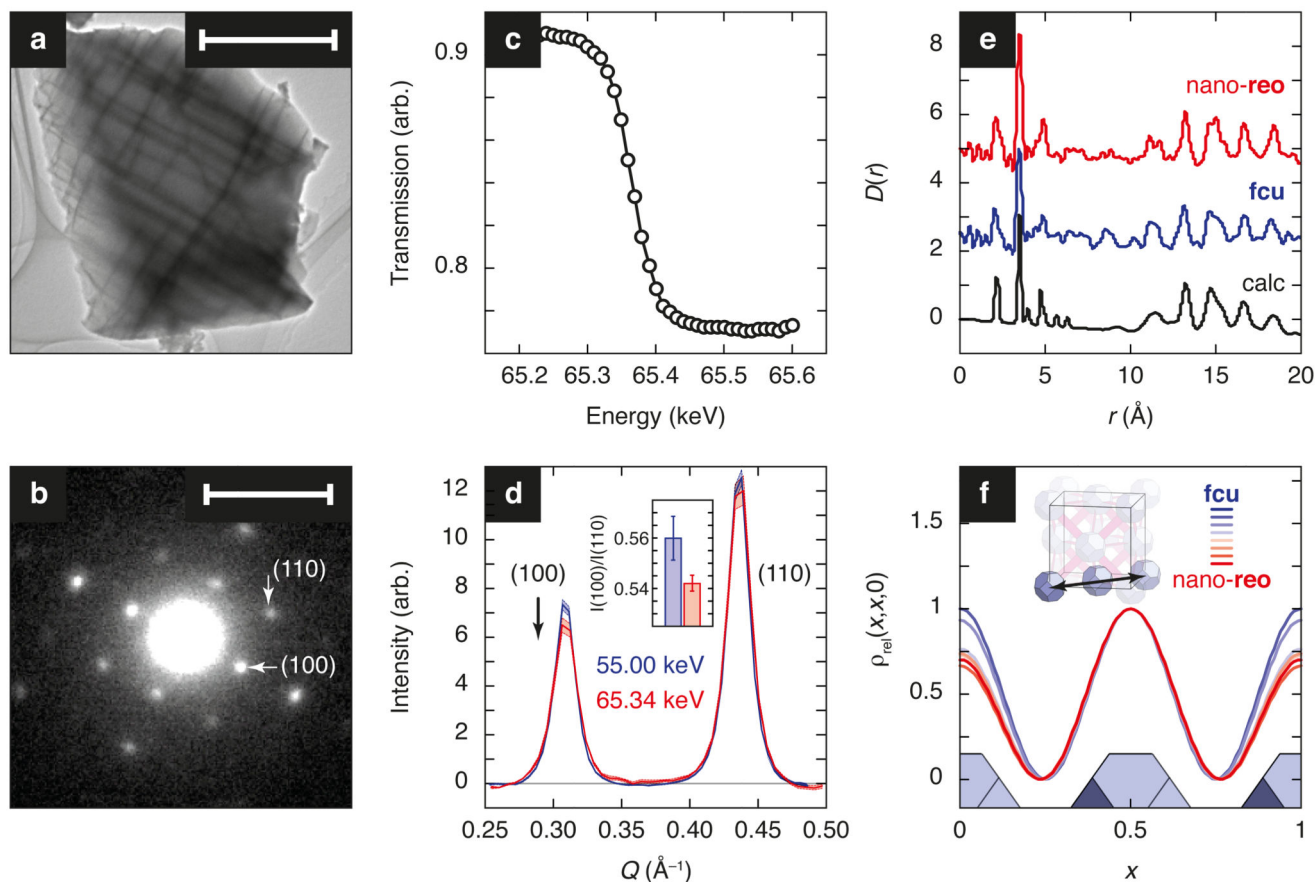 a
b
c
Transmission (arb.)
0.9
0.8
65.2 65.3 65.4 65.5 65.6
Energy (keV)
d
Intensity (arb.)
12
10
8
6
4
2
0
(100)
(110)
I(100)/I(110)
0.56
0.54
55.00 keV
65.34 keV
0.25 0.30 0.35 0.40 0.45 0.50
Q (Å⁻¹)
(110)
(100)
e
D(r)
8
6
4
2
0
nano-reo
fcu
calc
0 5 10 15 20
r (Å)
f
ρrel(x,x,0)
1.5
1
0.5
0
fcu
nano-reo
0 0.5 1
x